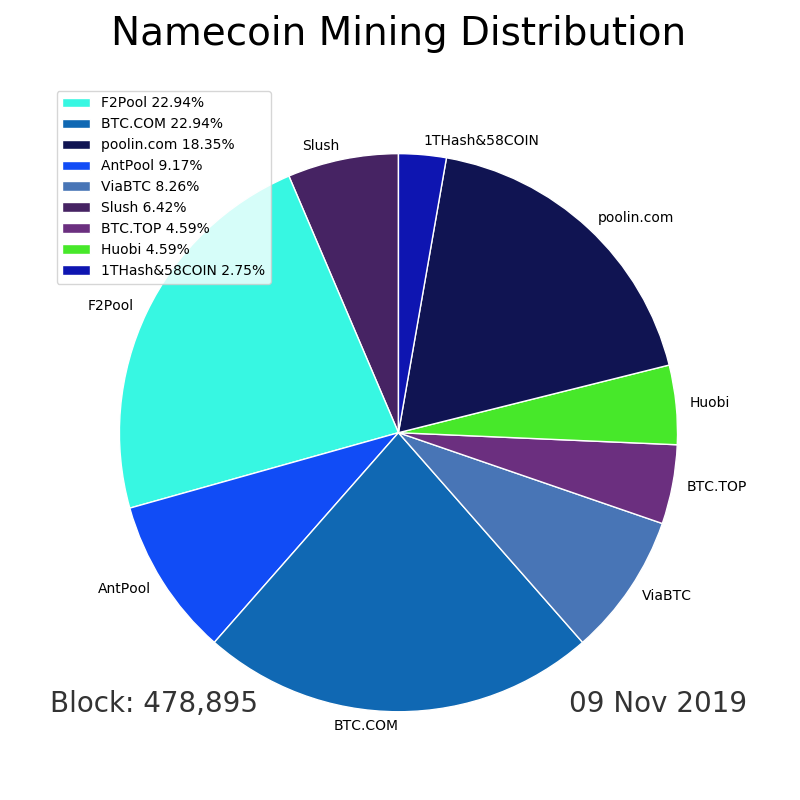 Namecoin Mining Distribution
F2Pool 22.94%
BTC.COM 22.94%
poolin.com 18.35%
AntPool 9.17%
ViaBTC 8.26%
Slush 6.42%
BTC.TOP 4.59%
Huobi 4.59%
1THash&58COIN 2.75%
Slush
1THash&58COIN
poolin.com
F2Pool
Huobi
BTC.TOP
AntPool
ViaBTC
BTC.COM
Block: 478,895
09 Nov 2019